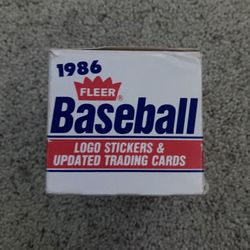 1986
FLEER®
Baseball
LOGO STICKERS &
UPDATED TRADING CARDS